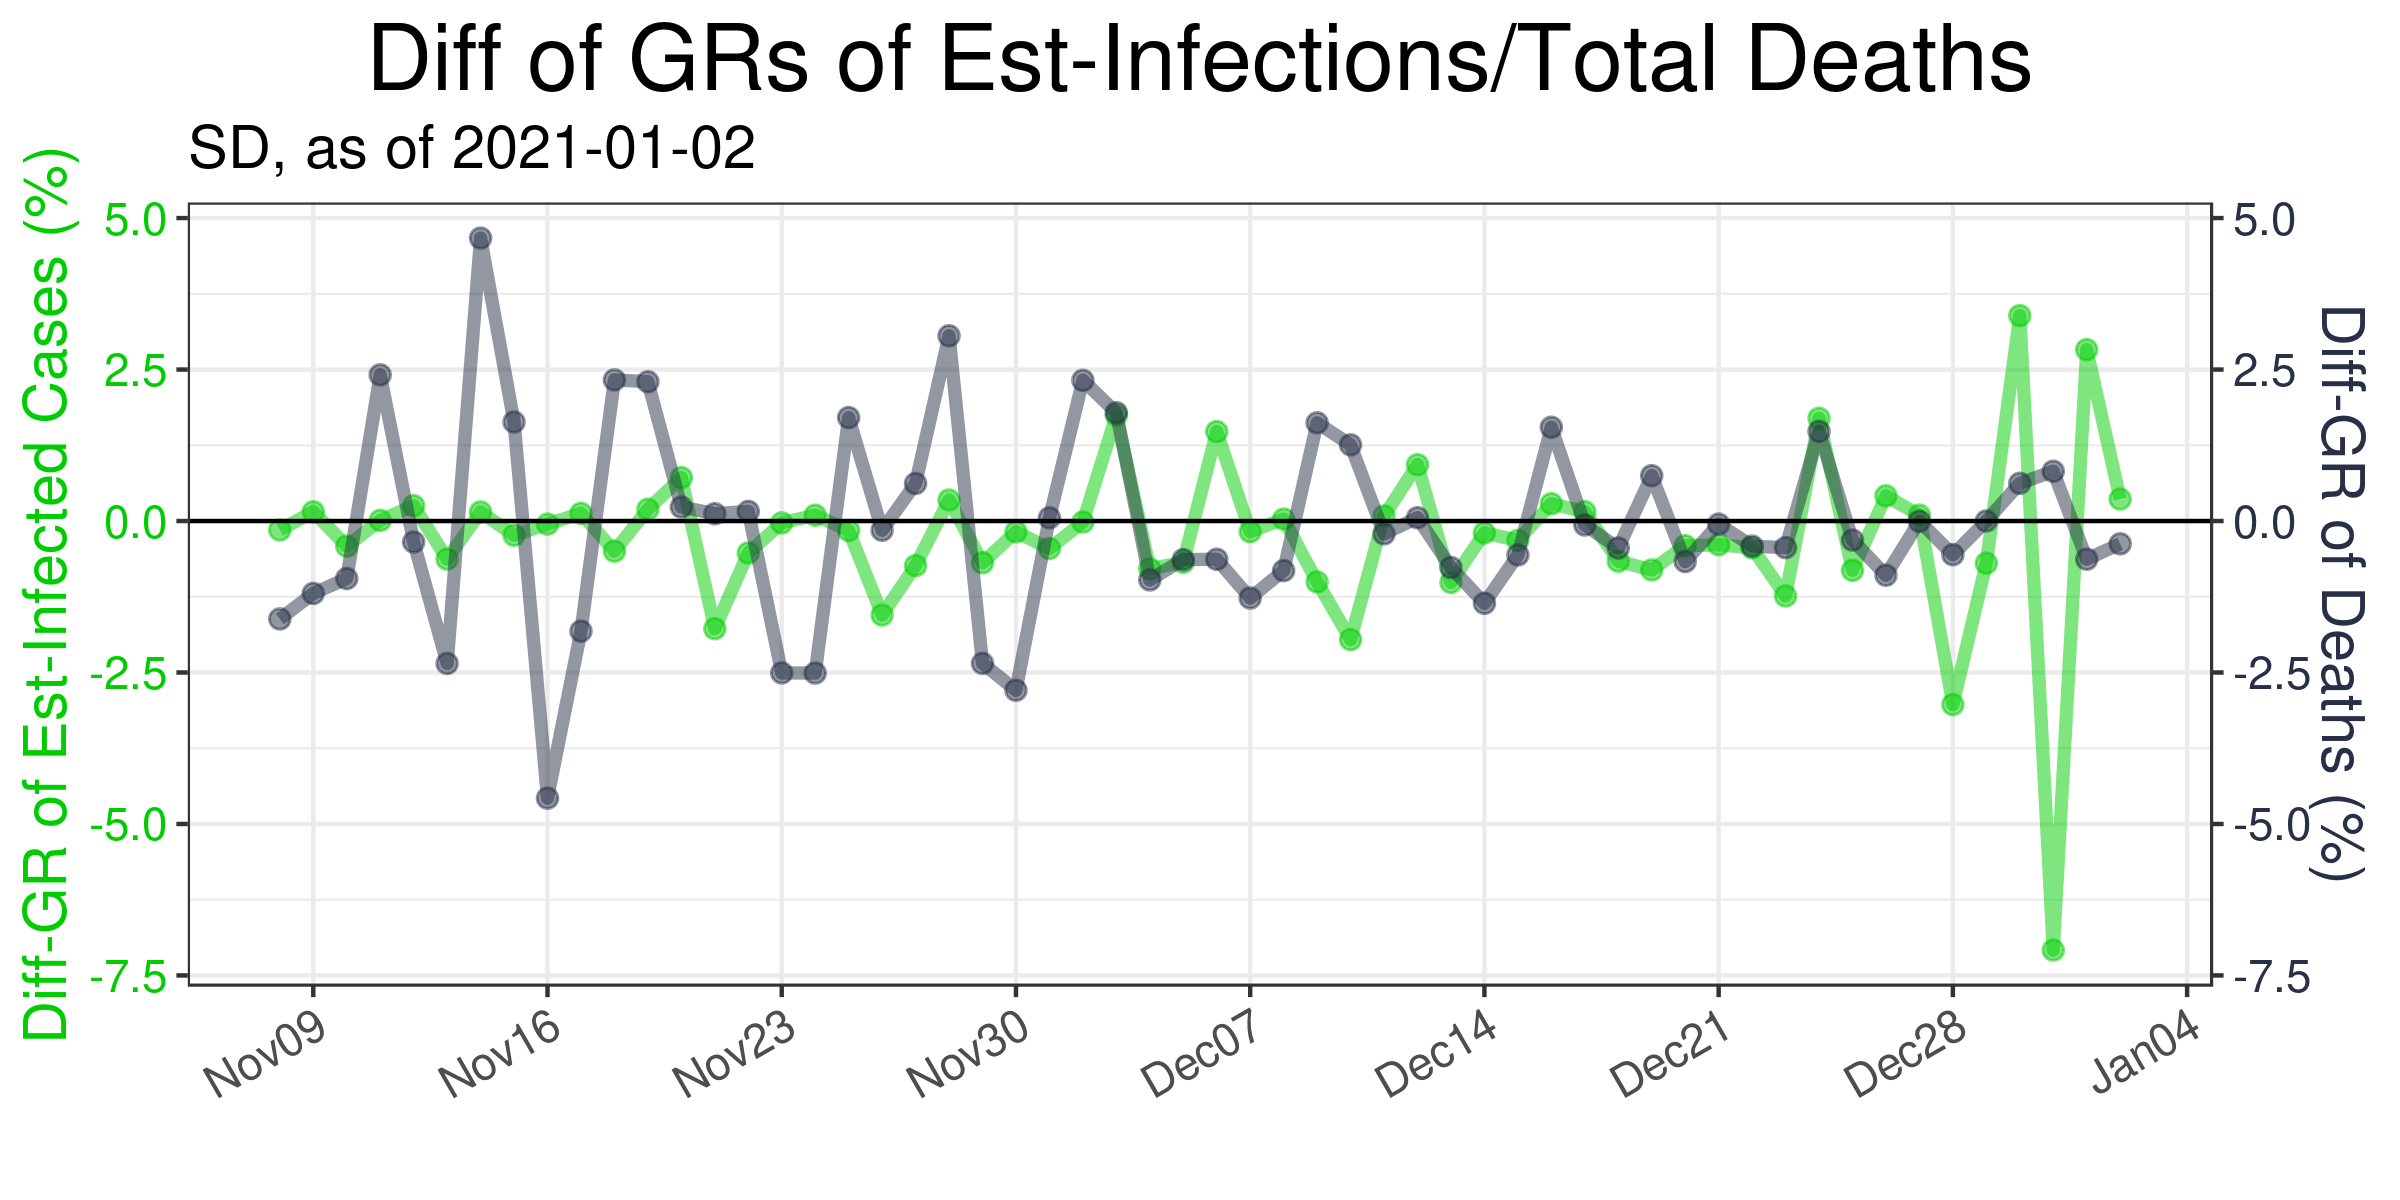 Diff of GRs of Est-Infections/Total Deaths
SD, as of 2021-01-02
Diff-GR of Est-Infected Cases (%)
5.0
2.5
0.0
-2.5
-5.0
-7.5
5.0
2.5
0.0
-2.5
-5.0
-7.5
Diff-GR of Deaths (%)
Nov09
Nov16
Nov23
Nov30
Dec07
Dec14
Dec21
Dec28
Jan04